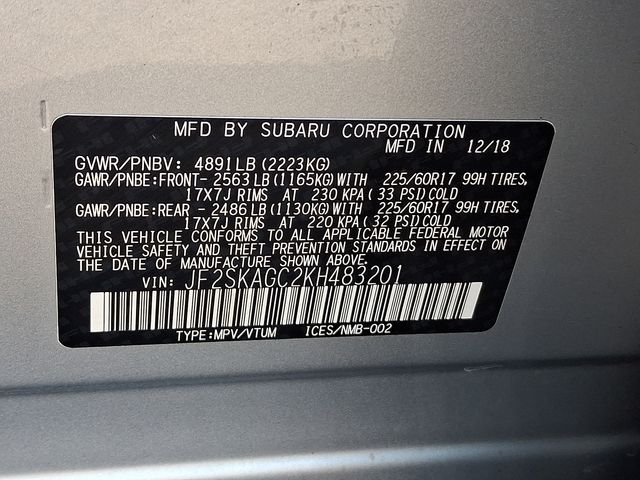 MFD BY SUBARU CORPORATION
MFD IN 12/18
GVWR/PNBV: 4891LB(2223KG)
GAWR/PNBE:FRONT- 2563LB(1165KG)WITH 225/60R17 99H TIRES,
17X7J RIMS AT 230 KPA(33 PSI)COLD
GAWR/PNBE:REAR -2486LB(1130KG)WITH 225/60R17 99H TIRES,
17X7J RIMS AT 220 KPA(32 PSI)COLD
THIS VEHICLE CONFORMS TO ALL APPLICABLE FEDERAL MOTOR
VEHICLE SAFETY AND THEFT PREVENTION STANDARDS IN EFFECT ON
THE DATE OF MANUFACTURE SHOWN ABOVE.
VIN: JF2SKAGC2KH483201
TYPE:MPV/VTUM ICES/NMB-002